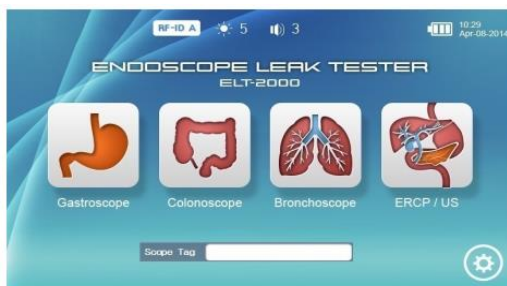 RF-ID A 5 3
10:29
Apr-08-2014
ENDOSCOPE LEAK TESTER
ELT-2000
Gastroscope Colonoscope Bronchoscope ERCP / US
Scope Tag